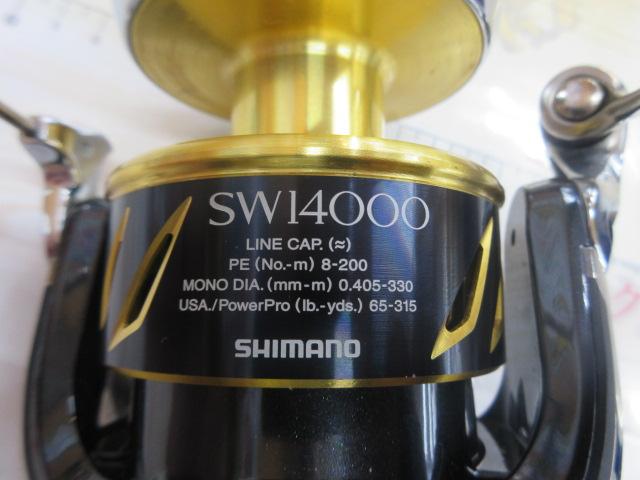 SW14000
LINE CAP. (≈)
PE (No.-m) 8-200
MONO DIA. (mm-m) 0.405-330
USA./PowerPro (lb.-yds.) 65-315
SHIMANO